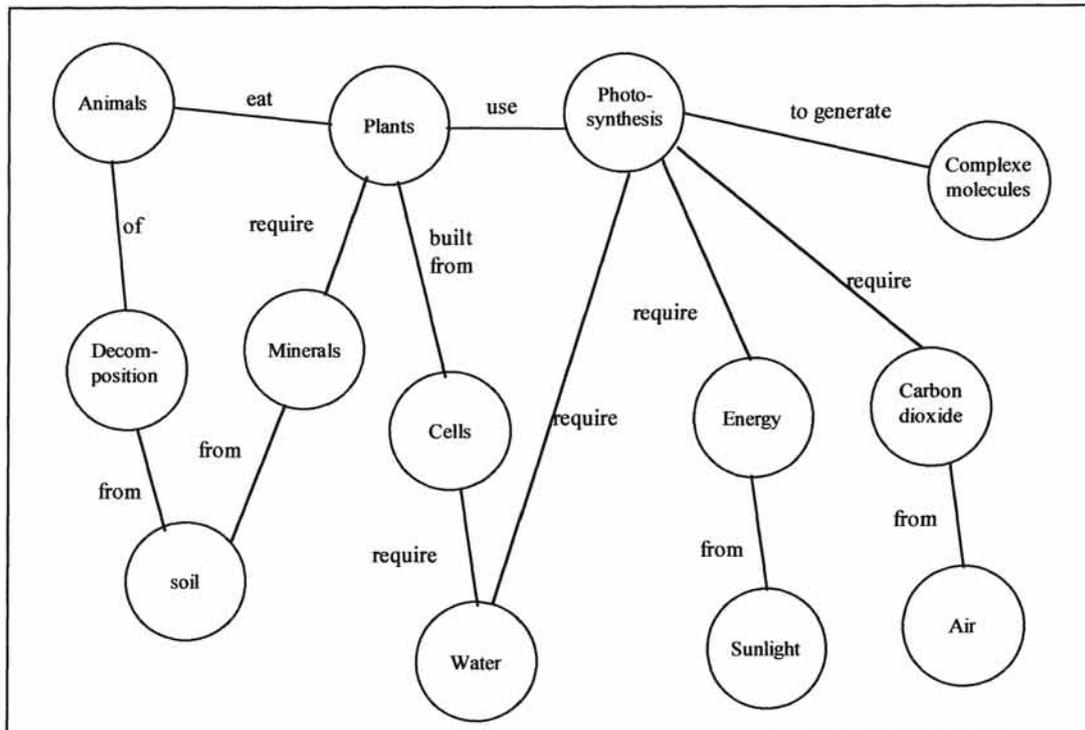 Animals
eat
Plants
use
Photo-
synthesis
to generate
Complexe
molecules
of
require
built
from
require
require
Decom-
position
Minerals
Cells
require
Energy
Carbon
dioxide
from
from
require
from
from
soil
Water
Sunlight
Air